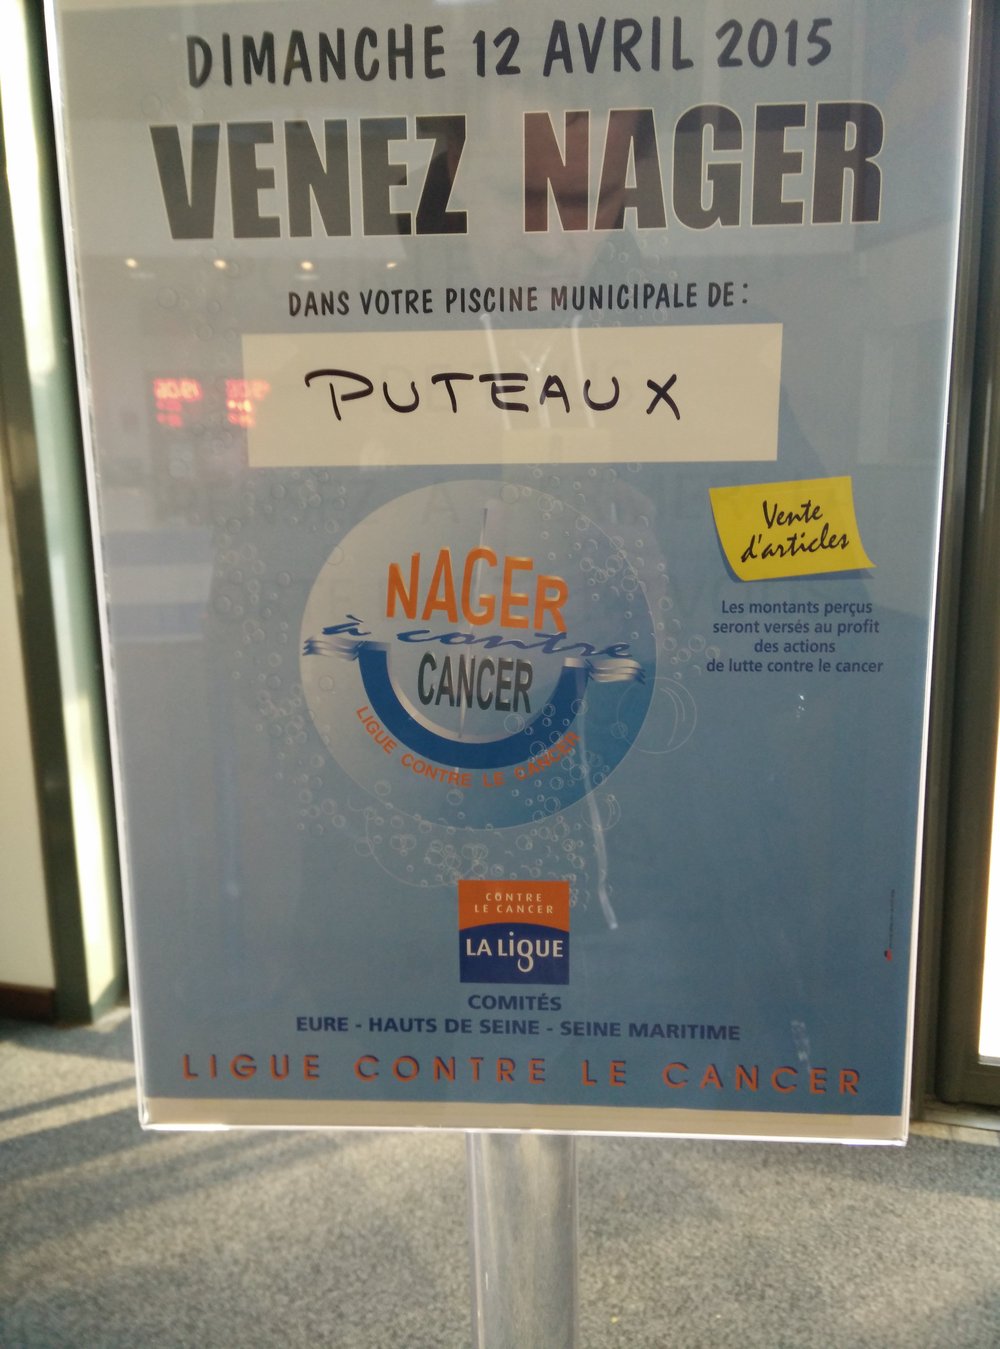 DIMANCHE 12 AVRIL 2015
VENEZ NAGER
DANS VOTRE PISCINE MUNICIPALE DE :
PUTEAUX
Vente
d'articles
Les montants perçus
seront versés au profit
des actions
de lutte contre le cancer
NAGER
à contre
CANCER
LIGUE CONTRE LE CANCER
CONTRE
LE CANCER
LA LIGUE
COMITÉS
EURE - HAUTS DE SEINE - SEINE MARITIME
LIGUE CONTRE LE CANCER